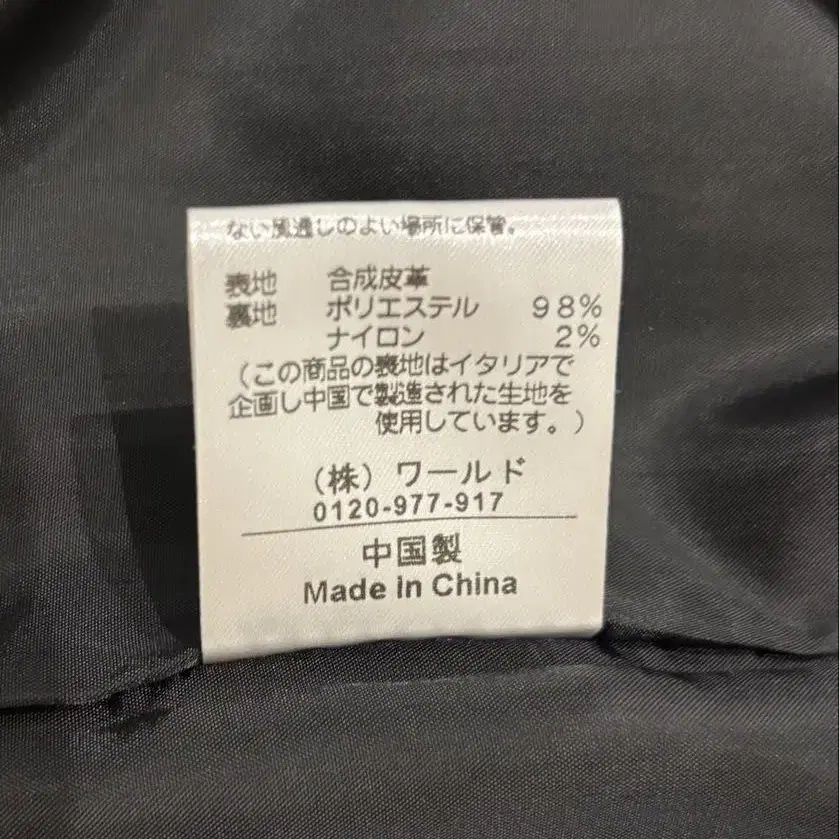 ない風通しのよい場所に保管。
表地 合成皮革
裏地 ポリエステル 98%
ナイロン 2%
(この商品の表地はイタリアで
企画し中国で製造された生地を
使用しています。)
(株)ワールド
0120-977-917
中国製
Made in China